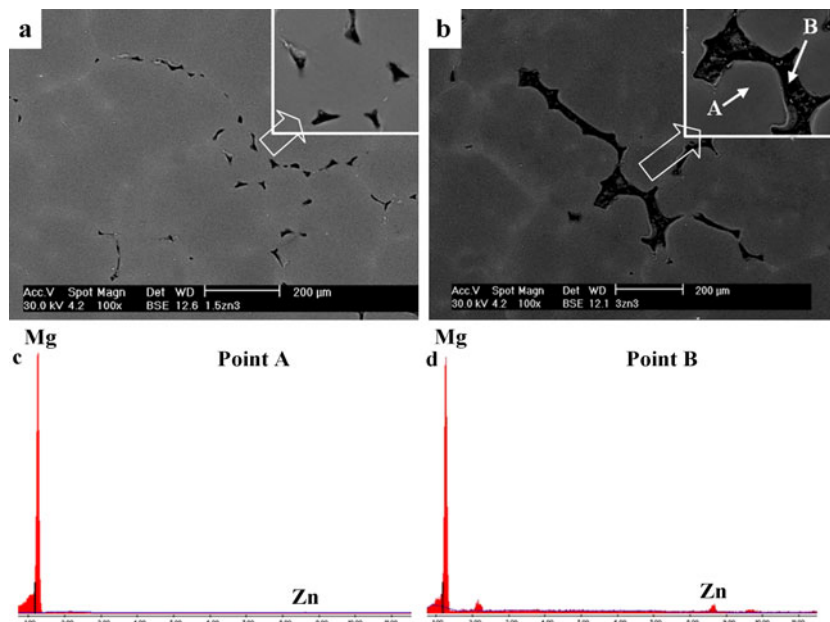 a
b
B
A
Acc.V Spot Magn Det WD 200 µm
30.0 kV 4.2 100x BSE 12.6 1.5zn3
Acc.V Spot Magn Det WD 200 µm
30.0 kV 4.2 100x BSE 12.1 3zn3
Mg
c
Point A
Zn
Mg
d
Point B
Zn